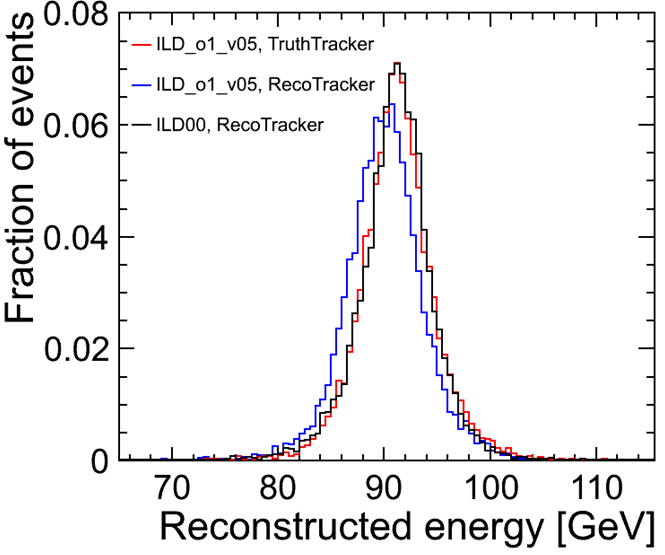 0.08
ILD_o1_v05, TruthTracker
ILD_o1_v05, RecoTracker
ILD00, RecoTracker
0.06
0.04
0.02
0
Fraction of events
70 80 90 100 110
Reconstructed energy [GeV]